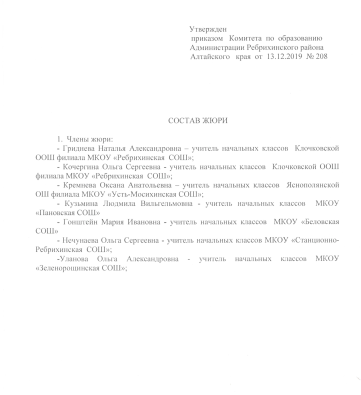 Утвержден
приказом Комитета по образованию
Администрации Ребрихинского района
Алтайского края от 13.12.2019 № 208
СОСТАВ ЖЮРИ
1. Члены жюри:
- Гриднева Наталья Александровна – учитель начальных классов Клочковской
ООШ филиала МКОУ «Ребрихинская СОШ»;
- Кочергина Ольга Сергеевна - учитель начальных классов Клочковской ООШ
филиала МКОУ «Ребрихинская СОШ»;
- Кремнева Оксана Анатольевна – учитель начальных классов Яснополянской
ОШ филиала МКОУ «Усть-Мосихинская СОШ»;
- Кузьмина Людмила Вильгельмовна - учитель начальных классов МКОУ
«Пановская СОШ»
- Гонштейн Мария Ивановна - учитель начальных классов МКОУ «Беловская
СОШ»
- Нечунаева Ольга Сергеевна - учитель начальных классов МКОУ «Станционно-
Ребрихинская СОШ»;
-Уланова Ольга Александровна - учитель начальных классов МКОУ
«Зеленорощинская СОШ»;